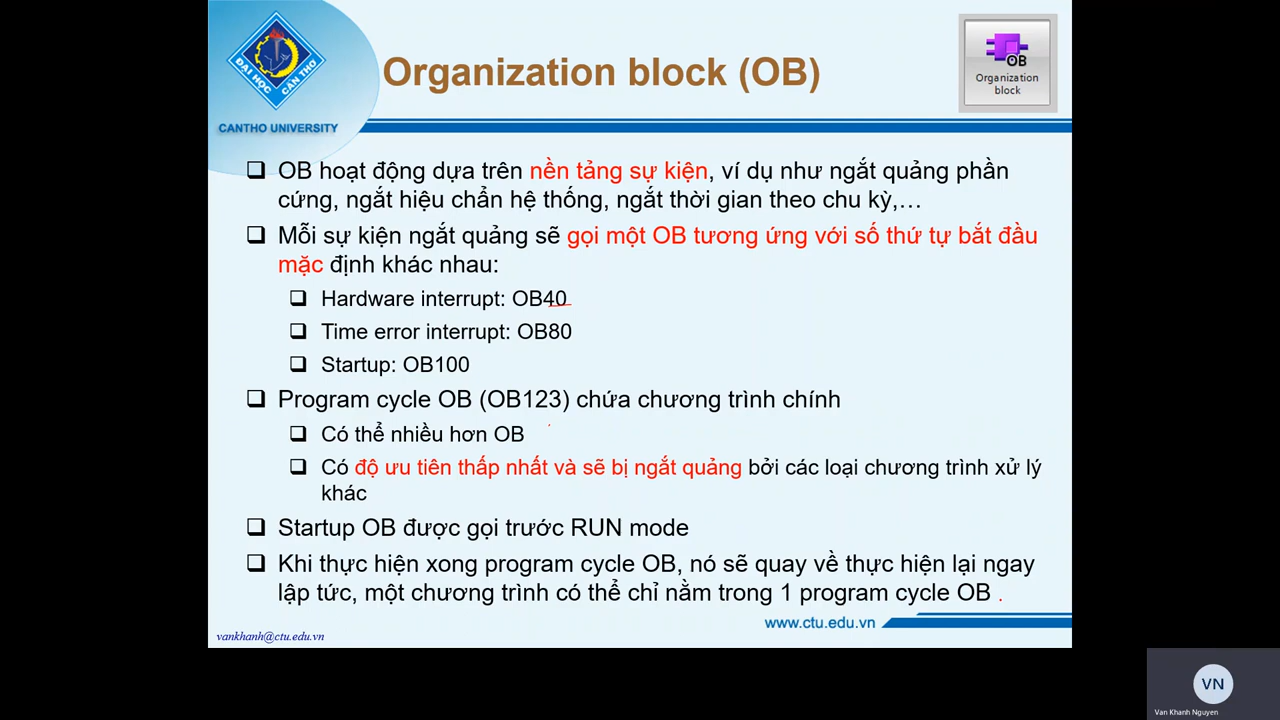 ĐẠI HỌC CẦN THƠ
CANTHO UNIVERSITY
Organization block (OB)
OB
Organization
block
OB hoạt động dựa trên nền tảng sự kiện, ví dụ như ngắt quảng phần
cứng, ngắt hiệu chẩn hệ thống, ngắt thời gian theo chu kỳ,…
Mỗi sự kiện ngắt quảng sẽ gọi một OB tương ứng với số thứ tự bắt đầu
mặc định khác nhau:
Hardware interrupt: OB40
Time error interrupt: OB80
Startup: OB100
Program cycle OB (OB123) chứa chương trình chính
Có thể nhiều hơn OB
Có độ ưu tiên thấp nhất và sẽ bị ngắt quảng bởi các loại chương trình xử lý
khác
Startup OB được gọi trước RUN mode
Khi thực hiện xong program cycle OB, nó sẽ quay về thực hiện lại ngay
lập tức, một chương trình có thể chỉ nằm trong 1 program cycle OB .
www.ctu.edu.vn
vankhanh@ctu.edu.vn
VN
Van Khanh Nguyen